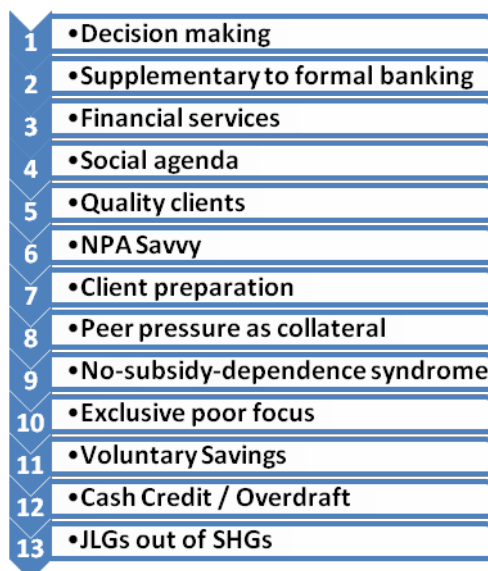 1 •Decision making
2 •Supplementary to formal banking
3 •Financial services
4 •Social agenda
5 •Quality clients
6 •NPA Savvy
7 •Client preparation
8 •Peer pressure as collateral
9 •No-subsidy-dependence syndrome
10 •Exclusive poor focus
11 •Voluntary Savings
12 •Cash Credit / Overdraft
13 •JLGs out of SHGs